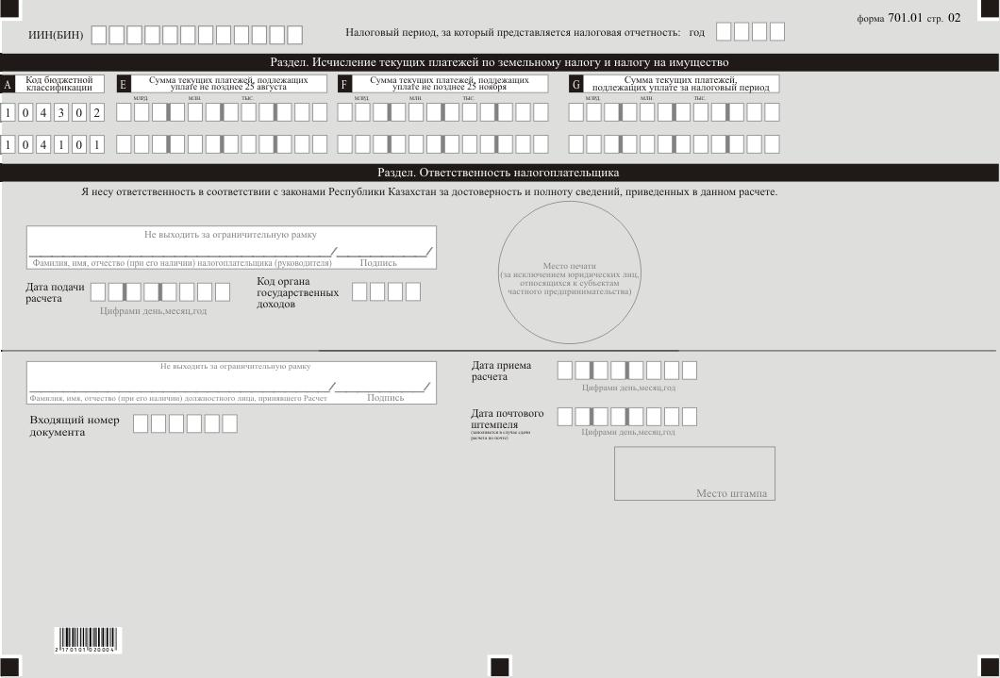 форма 701.01 стр. 02
ИИН(БИН)
Налоговый период, за который представляется налоговая отчетность: год
Раздел. Исчисление текущих платежей по земельному налогу и налогу на имущество
A Код бюджетной
классификации
E Сумма текущих платежей, подлежащих
уплате не позднее 25 августа
F Сумма текущих платежей, подлежащих
уплате не позднее 25 ноября
G Сумма текущих платежей,
подлежащих уплате за налоговый период
МЛРД. МЛН. ТЫС. МЛРД. МЛН. ТЫС. МЛРД. МЛН. ТЫС.
1 0 4 3 0 2
1 0 4 1 0 1
Раздел. Ответственность налогоплательщика
Я несу ответственность в соответствии с законами Республики Казахстан за достоверность и полноту сведений, приведенных в данном расчете.
Не выходить за ограничительную рамку
Фамилия, имя, отчество (при его наличии) налогоплательщика (руководителя) Подпись
Дата подачи
расчета
Цифрами день,месяц,год
Код органа
государственных
доходов
Место печати
(за исключением юридических лиц,
относящихся к субъектам
частного предпринимательства)
Не выходить за ограничительную рамку
Фамилия, имя, отчество (при его наличии) должностного лица, принявшего Расчет Подпись
Входящий номер
документа
Дата приема
расчета
Цифрами день,месяц,год
Дата почтового
штемпеля
(заполняется в случае сдачи
расчета по почте)
Цифрами день,месяц,год
Место штампа
2 170101 020004